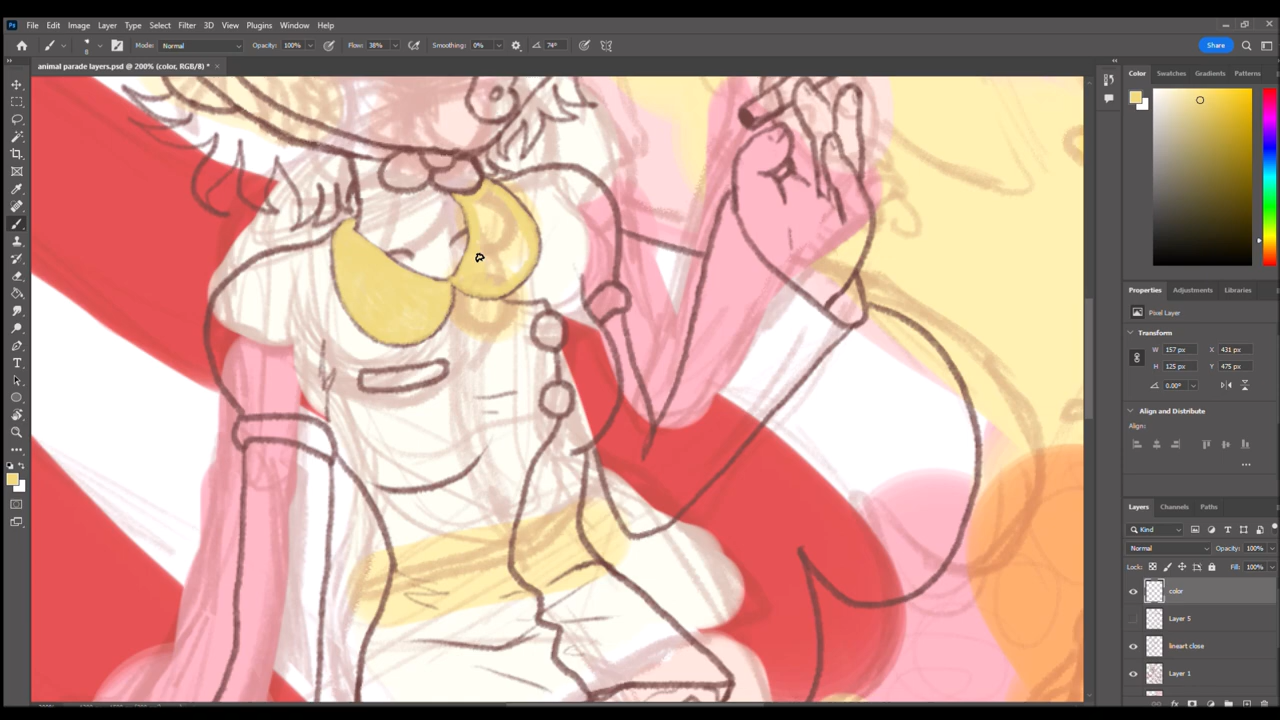 File Edit Image Layer Type Select Filter 3D View Plugins Window Help
8 Mode: Normal Opacity: 100% Flow: 38% Smoothing: 0% 74° Share
animal parade layers.psd @ 200% (color, RGB/8) * ×
Color Swatches Gradients Patterns
Properties Adjustments Libraries
Pixel Layer
Transform
W 157 px X 431 px
H 125 px Y 475 px
0.00°
Align and Distribute
Align:
Layers Channels Paths
Kind
Normal Opacity: 100%
Lock: Fill: 100%
color
Layer 5
lineart close
Layer 1